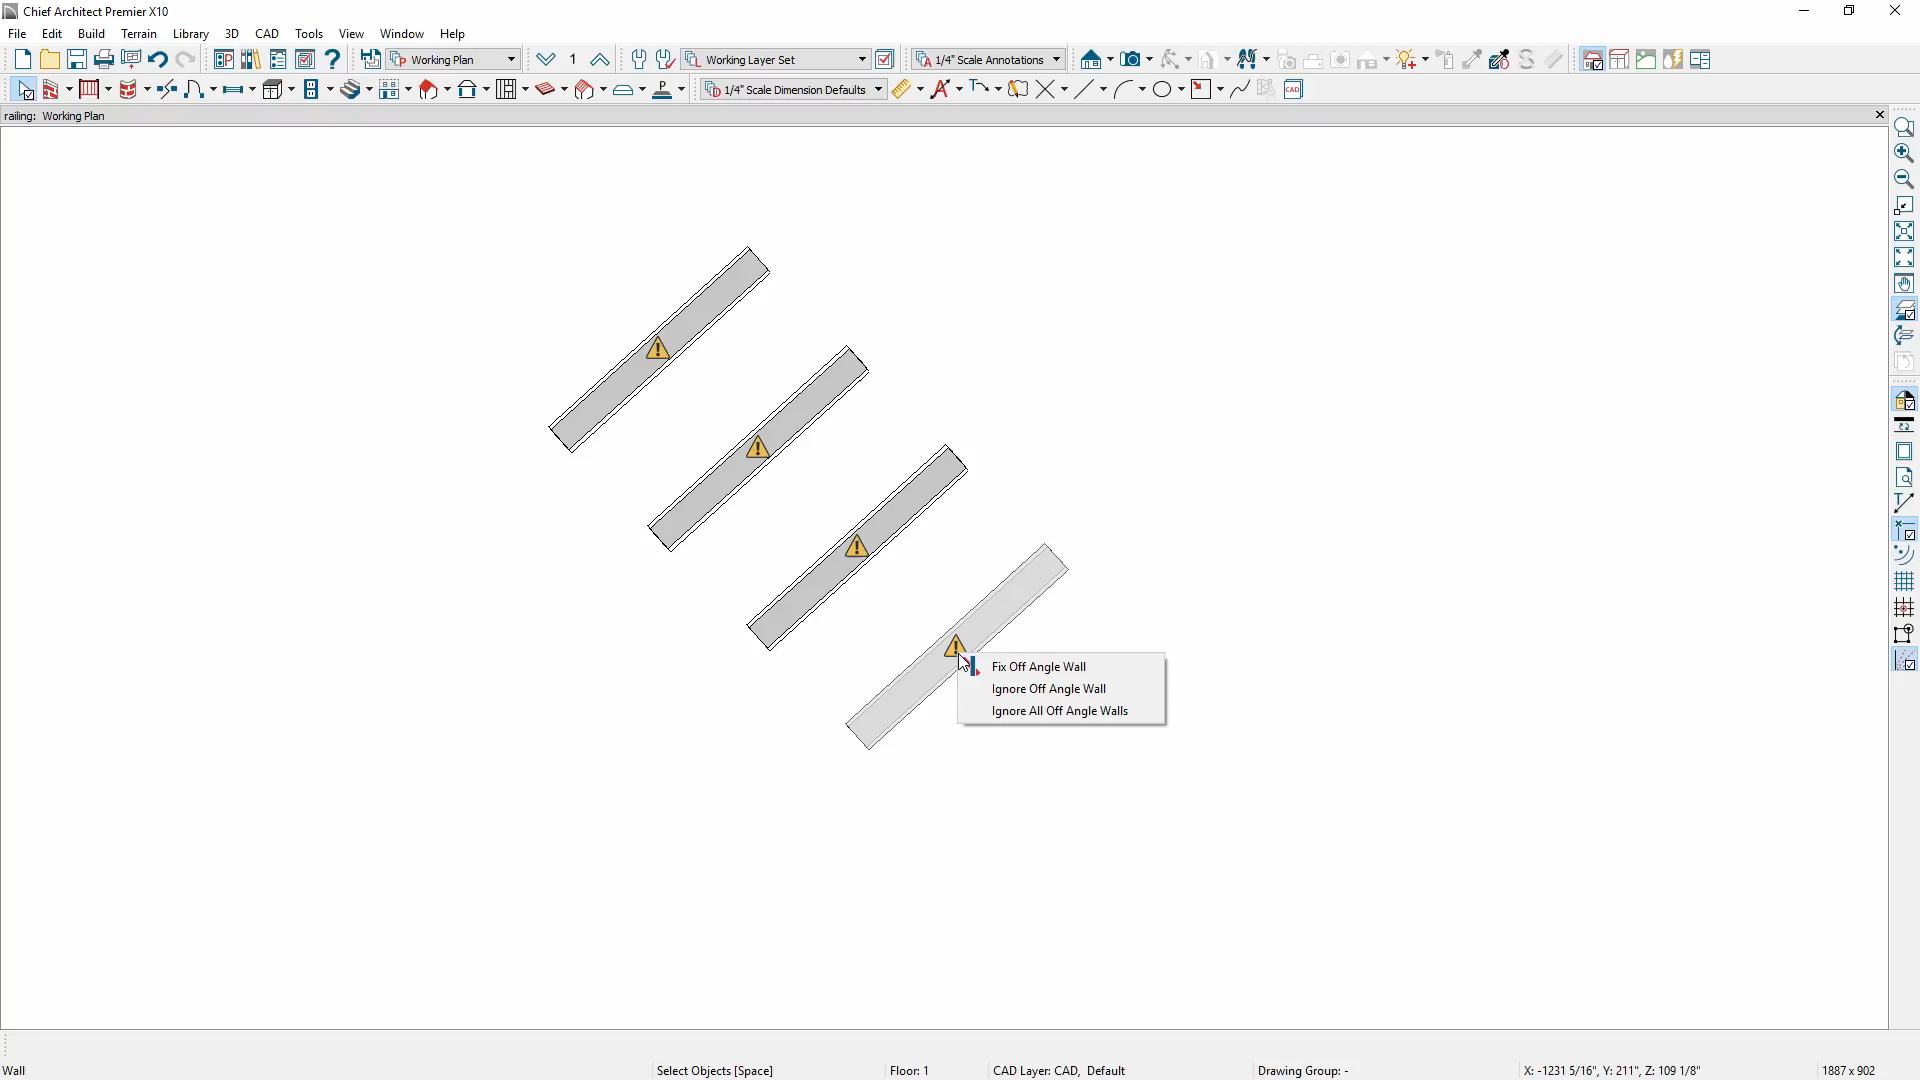 Chief Architect Premier X10
File Edit Build Terrain Library 3D CAD Tools View Window Help
Working Plan 1 Working Layer Set 1/4" Scale Annotations
1/4" Scale Dimension Defaults CAD
railing: Working Plan
Fix Off Angle Wall
Ignore Off Angle Wall
Ignore All Off Angle Walls
Wall Select Objects [Space] Floor: 1 CAD Layer: CAD, Default Drawing Group: - X: -1231 5/16", Y: 211", Z: 109 1/8" 1887 x 902